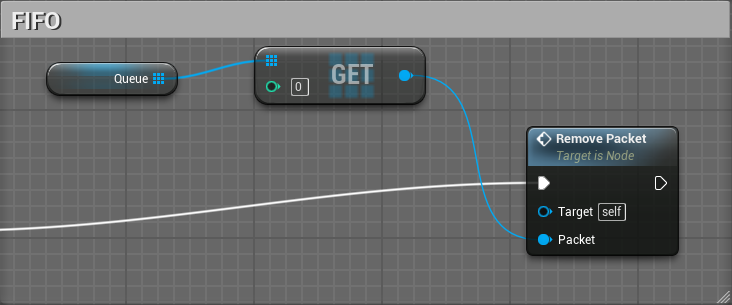 FIFO
Queue
0
GET
Remove Packet
Target is Node
Target self
Packet